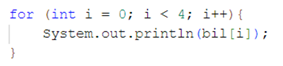 for (int i = 0; i < 4; i++){
    System.out.println(bil[i]);
}